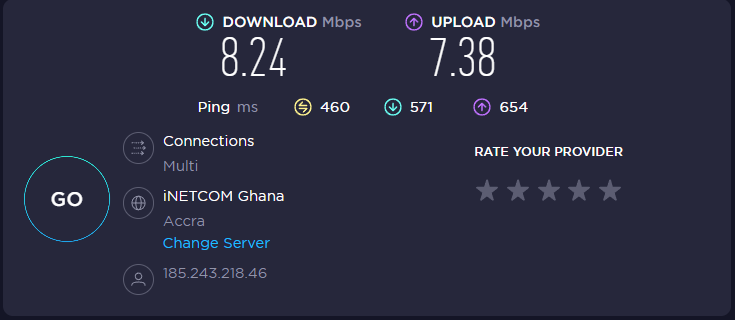 DOWNLOAD Mbps
8.24
UPLOAD Mbps
7.38
Ping ms 460 571 654
Connections
Multi
iNETCOM Ghana
Accra
Change Server
185.243.218.46
GO
RATE YOUR PROVIDER